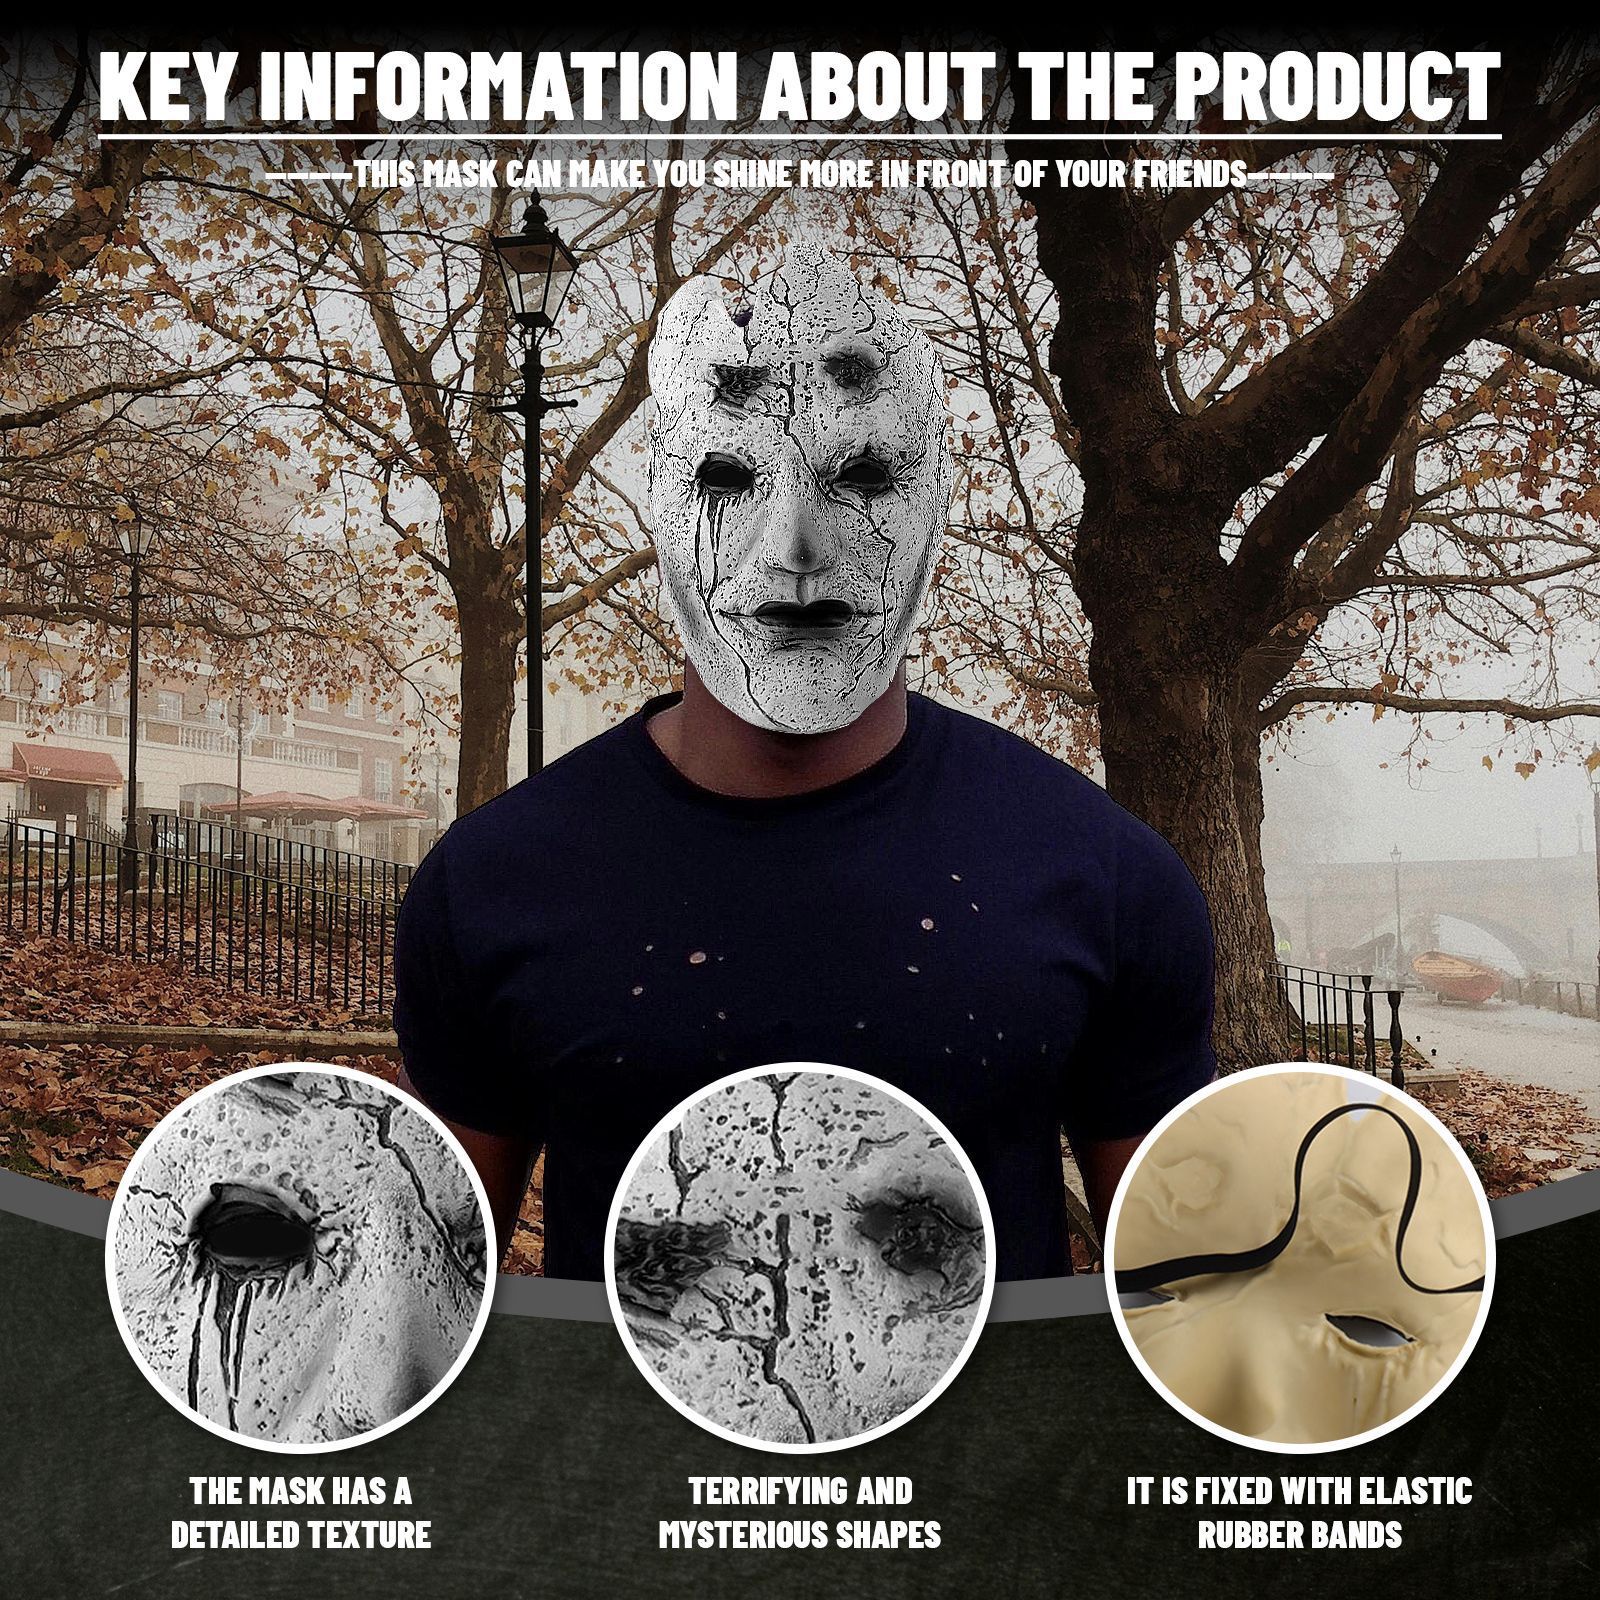 KEY INFORMATION ABOUT THE PRODUCT
----THIS MASK CAN MAKE YOU SHINE MORE IN FRONT OF YOUR FRIENDS----
THE MASK HAS A
DETAILED TEXTURE
TERRIFYING AND
MYSTERIOUS SHAPES
IT IS FIXED WITH ELASTIC
RUBBER BANDS